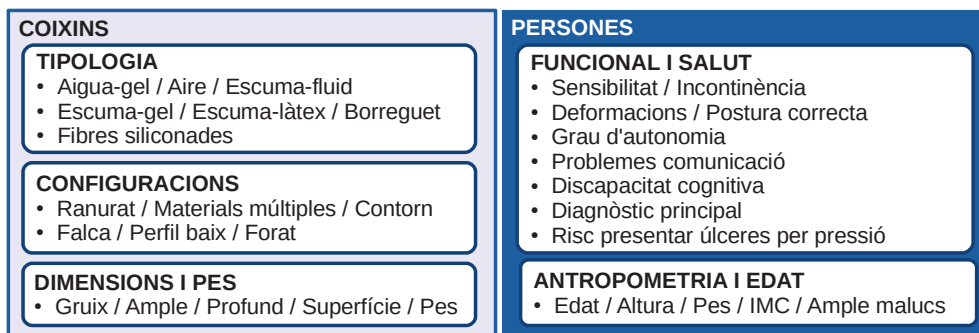 COIXINS
TIPOLOGIA
• Aigua-gel / Aire / Escuma-fluid
• Escuma-gel / Escuma-làtex / Borreguet
• Fibres siliconades
CONFIGURACIONS
• Ranurat / Materials múltiples / Contorn
• Falca / Perfil baix / Forat
DIMENSIONS I PES
• Gruix / Ample / Profund / Superfície / Pes
PERSONES
FUNCIONAL I SALUT
• Sensibilitat / Incontinència
• Deformacions / Postura correcta
• Grau d'autonomia
• Problemes comunicació
• Discapacitat cognitiva
• Diagnòstic principal
• Risc presentar úlceres per pressió
ANTROPOMETRIA I EDAT
• Edat / Altura / Pes / IMC / Ample malucs